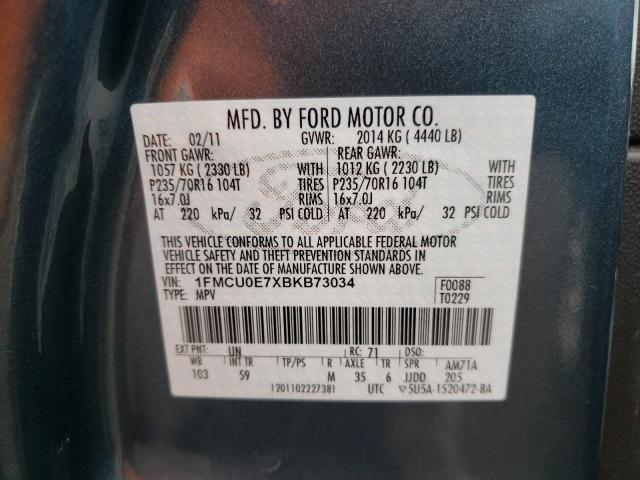 MFD. BY FORD MOTOR CO.
DATE: 02/11 GVWR: 2014 KG ( 4440 LB)
FRONT GAWR: REAR GAWR:
1057 KG ( 2330 LB) WITH 1012 KG ( 2230 LB) WITH
P235/70R16 104T TIRES P235/70R16 104T TIRES
16x7.0J RIMS 16x7.0J RIMS
AT 220 kPa/ 32 PSI COLD AT 220 kPa/ 32 PSI COLD
THIS VEHICLE CONFORMS TO ALL APPLICABLE FEDERAL MOTOR
VEHICLE SAFETY AND THEFT PREVENTION STANDARDS IN
EFFECT ON THE DATE OF MANUFACTURE SHOWN ABOVE.
VIN: 1FMCU0E7XBKB73034 F0088
TYPE: MPV T0229
EXT PNT: UN RC: 71 DSO:
WB INT TR TP/PS R AXLE TR SPR AM71A
103 59 M 35 6 JJDD 205
1201102227381 UTC ▽5U5A-1520472-BA
Ford